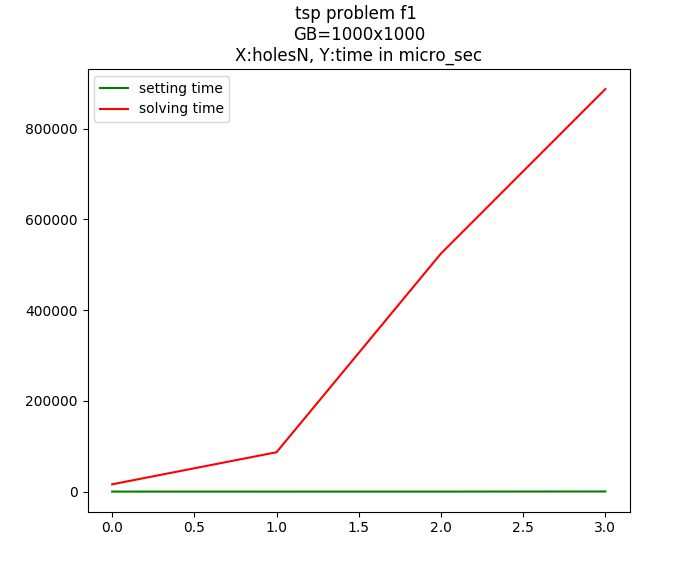 tsp problem f1
GB=1000x1000
X:holesN, Y:time in micro_sec
setting time
solving time
800000
600000
400000
200000
0
0.0 0.5 1.0 1.5 2.0 2.5 3.0